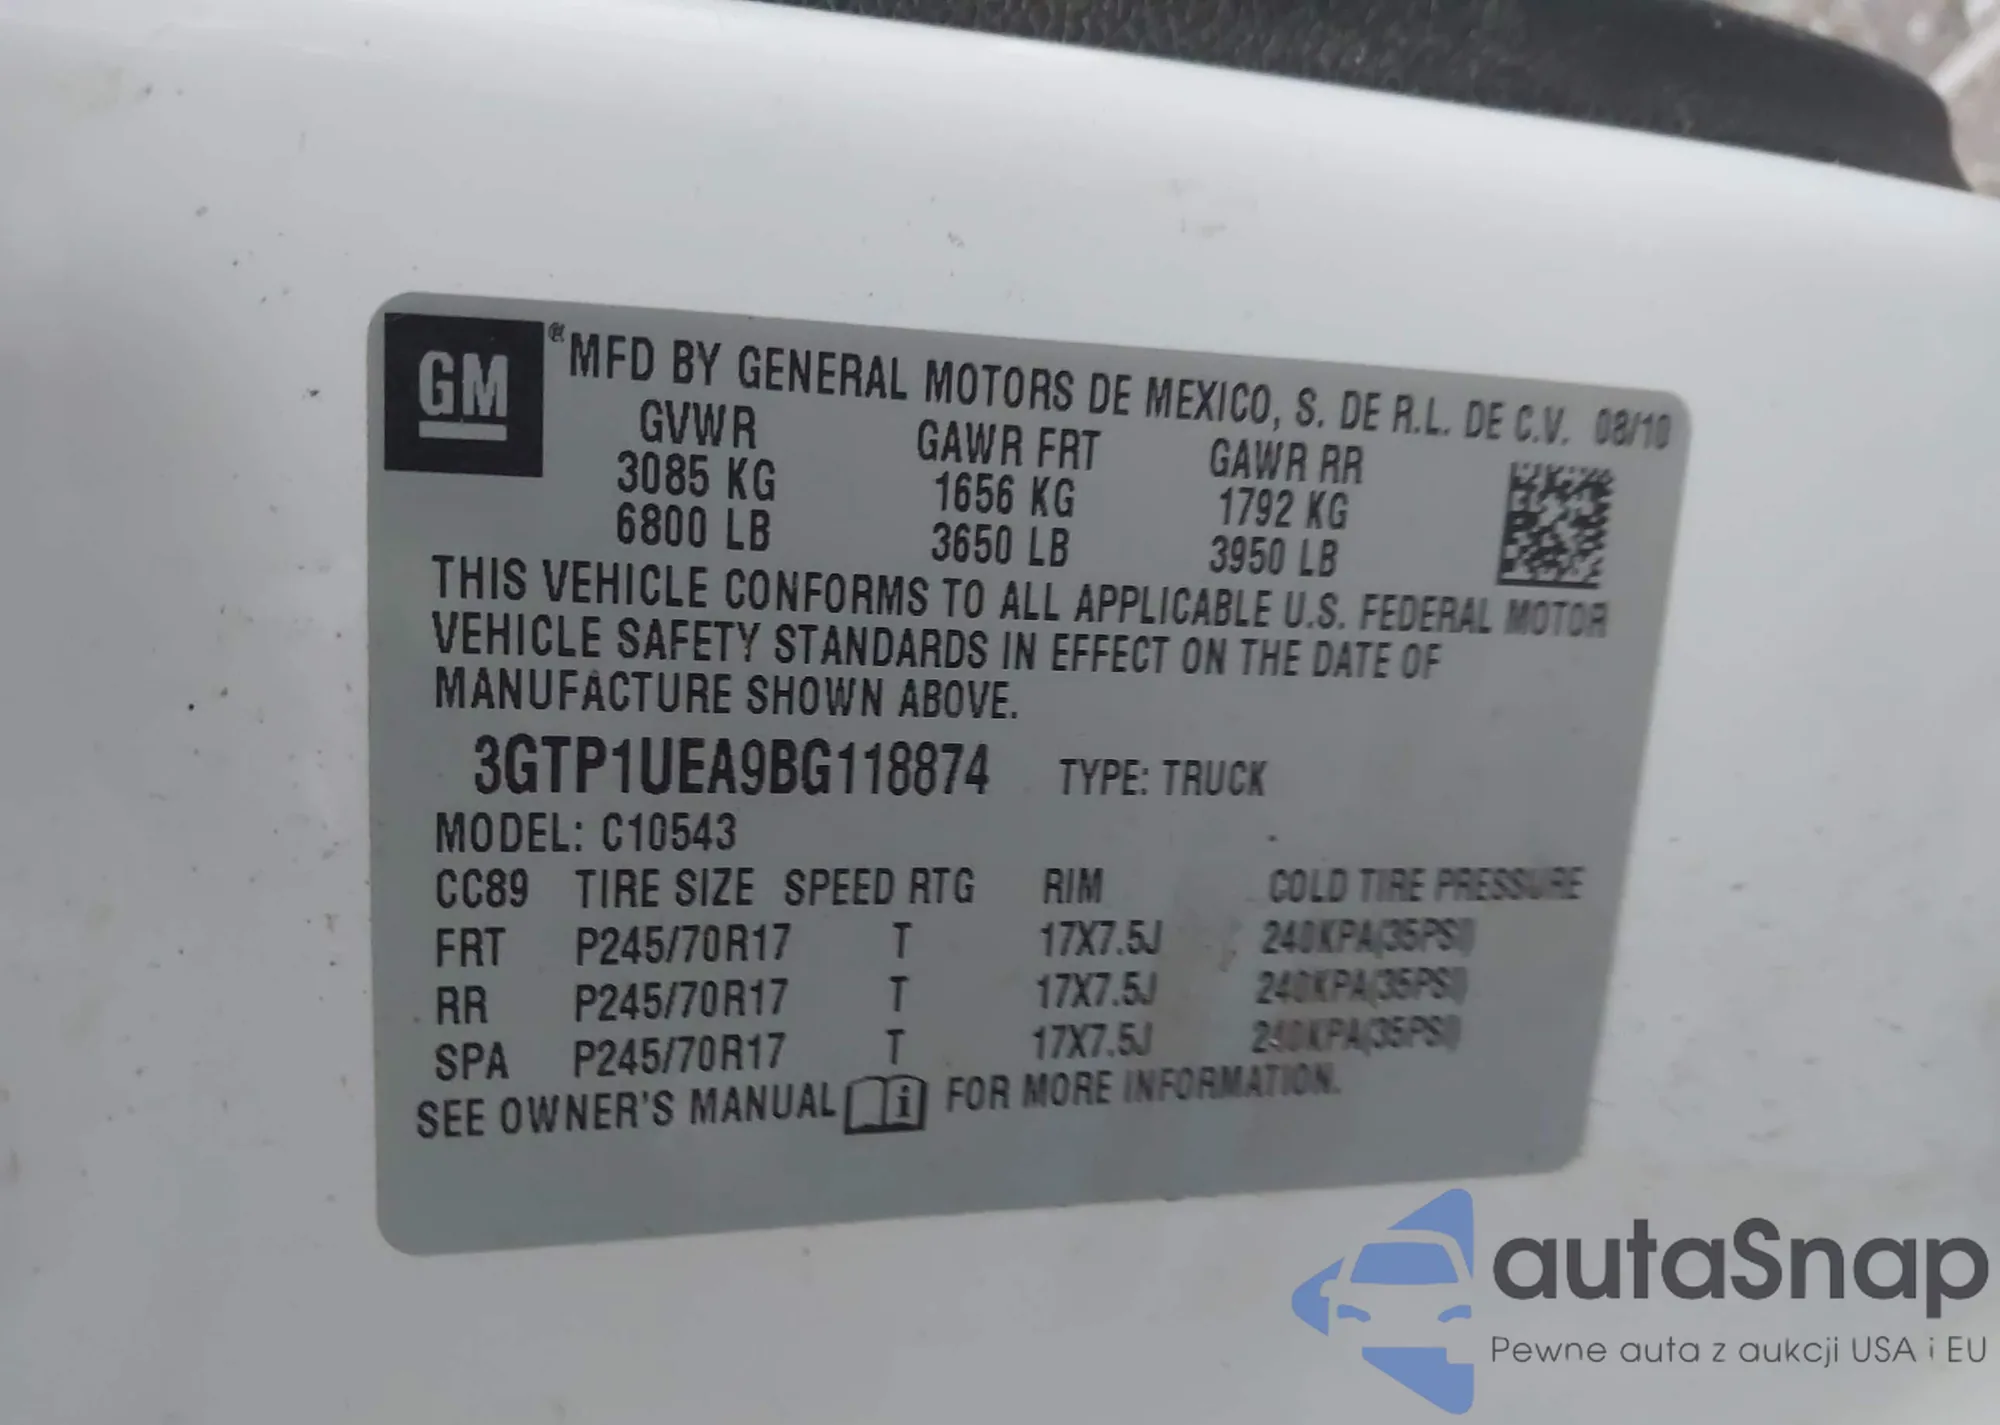 GM ® MFD BY GENERAL MOTORS DE MEXICO, S. DE R.L. DE C.V. 08/10
GVWR GAWR FRT GAWR RR
3085 KG 1656 KG 1792 KG
6800 LB 3650 LB 3950 LB
THIS VEHICLE CONFORMS TO ALL APPLICABLE U.S. FEDERAL MOTOR
VEHICLE SAFETY STANDARDS IN EFFECT ON THE DATE OF
MANUFACTURE SHOWN ABOVE.
3GTP1UEA9BG118874 TYPE: TRUCK
MODEL: C10543
CC89 TIRE SIZE SPEED RTG RIM COLD TIRE PRESSURE
FRT P245/70R17 T 17X7.5J 240KPA(35PSI)
RR P245/70R17 T 17X7.5J 240KPA(35PSI)
SPA P245/70R17 T 17X7.5J 240KPA(35PSI)
SEE OWNER'S MANUAL i FOR MORE INFORMATION.
autaSnap
Pewne auta z aukcji USA i EU